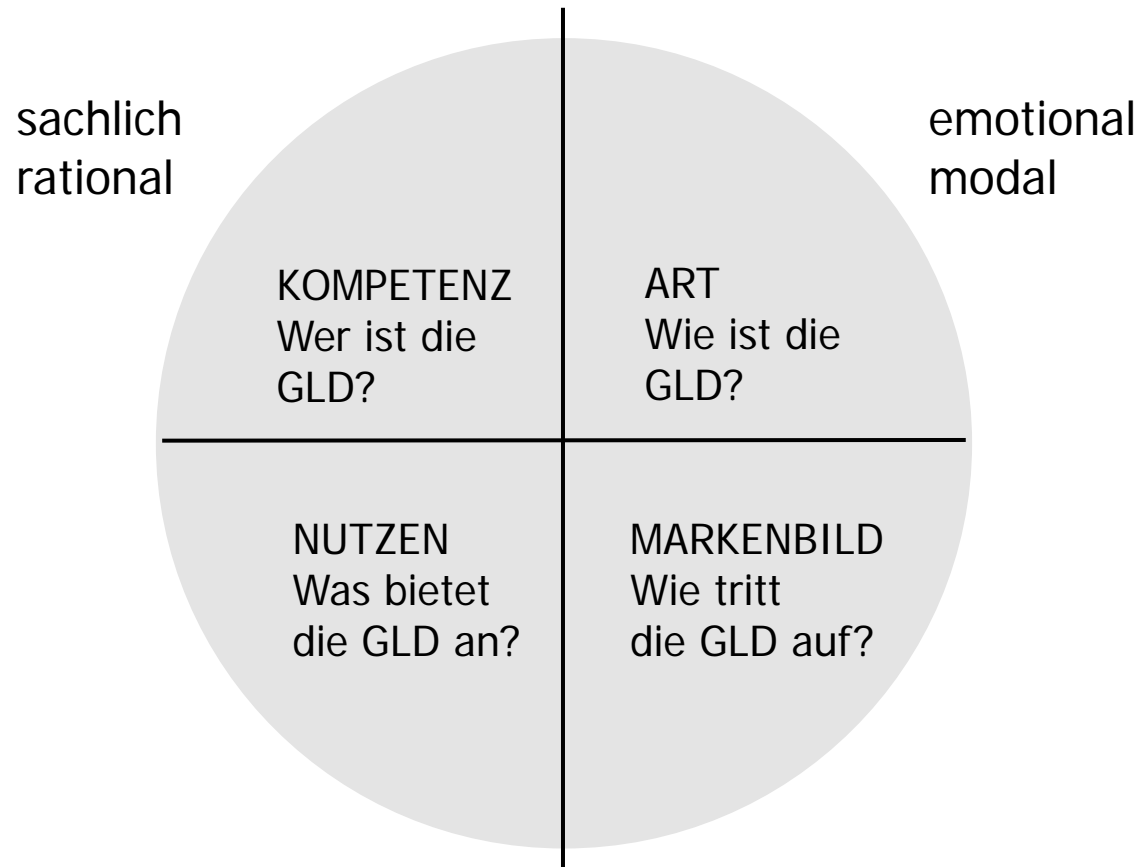 sachlich
rational
emotional
modal
KOMPETENZ
Wer ist die
GLD?
ART
Wie ist die
GLD?
NUTZEN
Was bietet
die GLD an?
MARKENBILD
Wie tritt
die GLD auf?